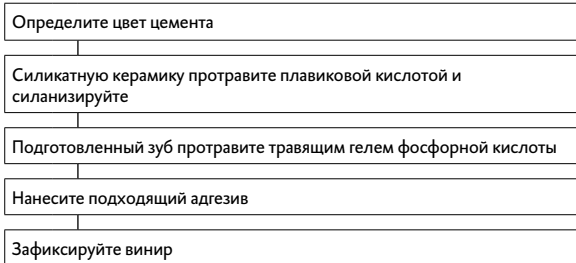 Определите цвет цемента
Силикатную керамику протравите плавиковой кислотой и
силанизируйте
Подготовленный зуб протравите травящим гелем фосфорной кислоты
Нанесите подходящий адгезив
Зафиксируйте винир